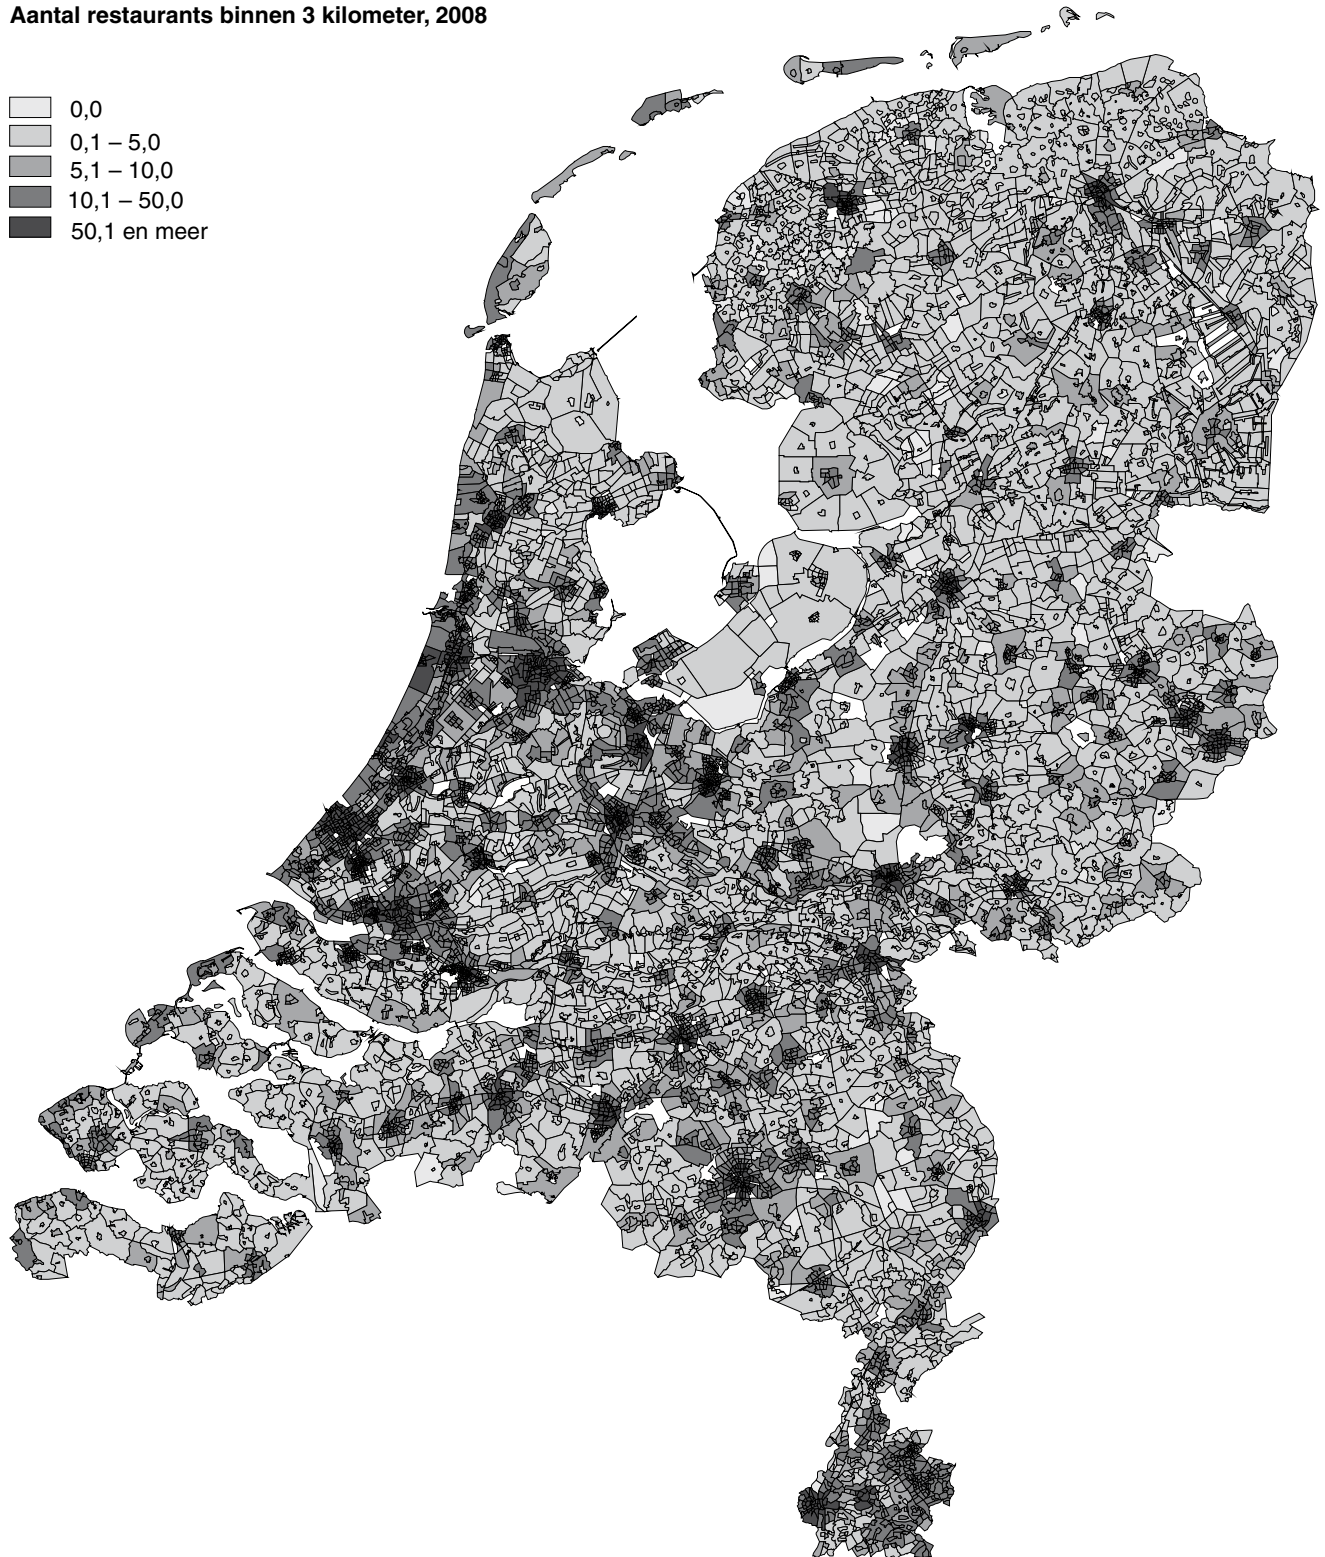 Aantal restaurants binnen 3 kilometer, 2008
0,0
0,1 – 5,0
5,1 – 10,0
10,1 – 50,0
50,1 en meer